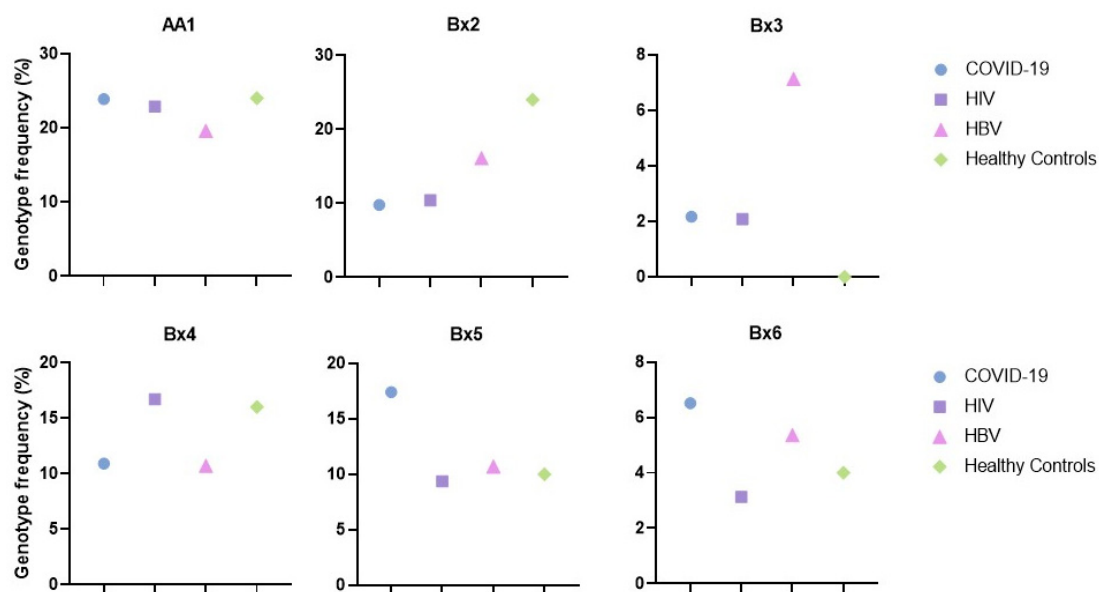 AA1
Bx2
Bx3
Genotype frequency (%)
30
20
10
0
30
20
10
0
8
6
4
2
0
COVID-19
HIV
HBV
Healthy Controls
Bx4
Bx5
Bx6
Genotype frequency (%)
20
15
10
5
0
20
15
10
5
0
8
6
4
2
0
COVID-19
HIV
HBV
Healthy Controls